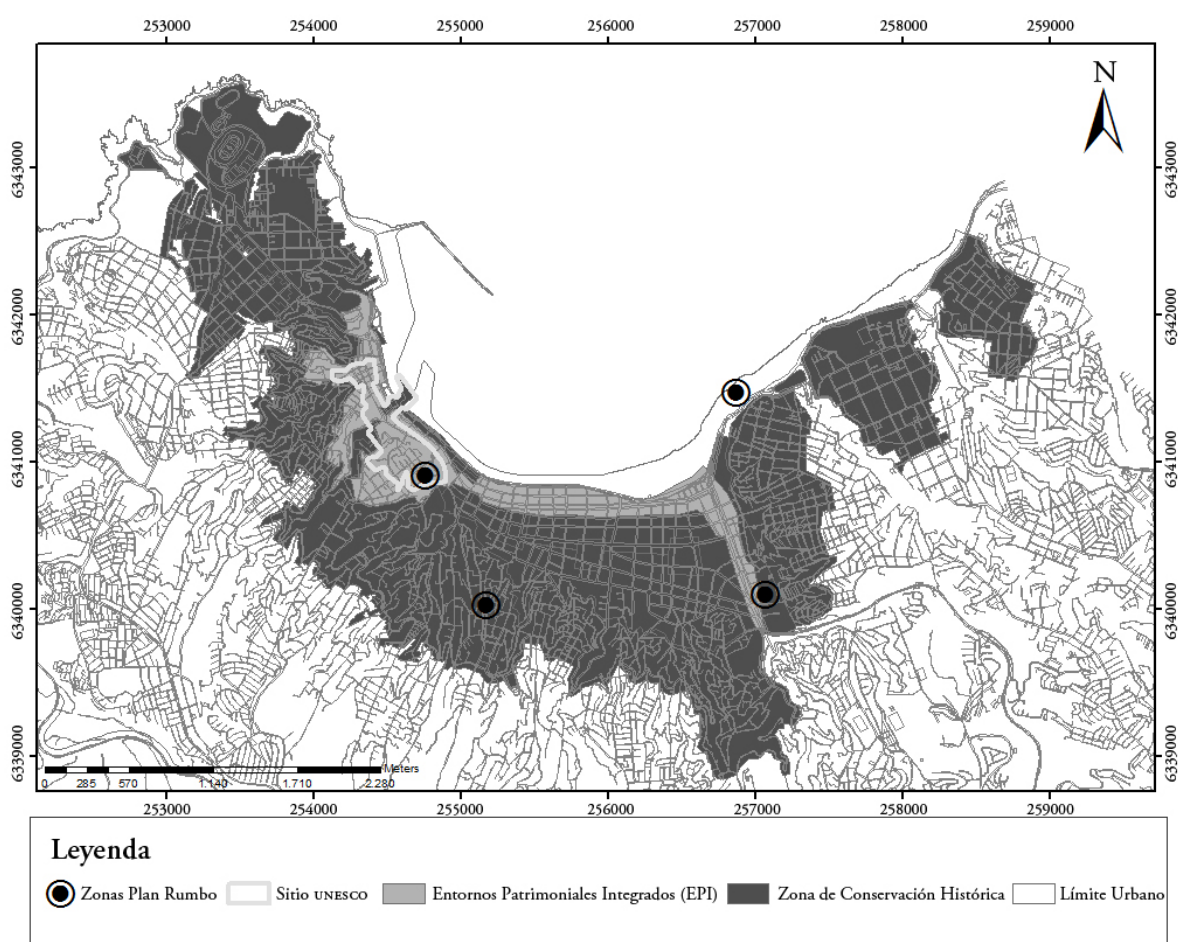 253000 254000 255000 256000 257000 258000 259000
N
6343000 6343000
6342000 6342000
6341000 6341000
6340000 6340000
6339000 6339000
Meters
0 285 570 1.140 1.710 2.280
253000 254000 255000 256000 257000 258000 259000
Leyenda
Zonas Plan Rumbo Sitio UNESCO Entornos Patrimoniales Integrados (EPI) Zona de Conservación Histórica Límite Urbano